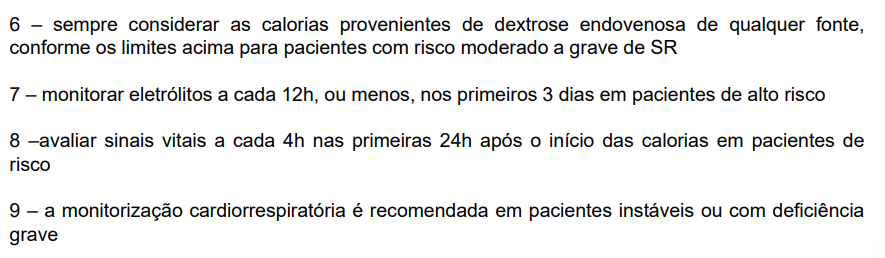 6 – sempre considerar as calorias provenientes de dextrose endovenosa de qualquer fonte,
conforme os limites acima para pacientes com risco moderado a grave de SR
7 – monitorar eletrólitos a cada 12h, ou menos, nos primeiros 3 dias em pacientes de alto risco
8 –avaliar sinais vitais a cada 4h nas primeiras 24h após o início das calorias em pacientes de
risco
9 – a monitorização cardiorrespiratória é recomendada em pacientes instáveis ou com deficiência
grave